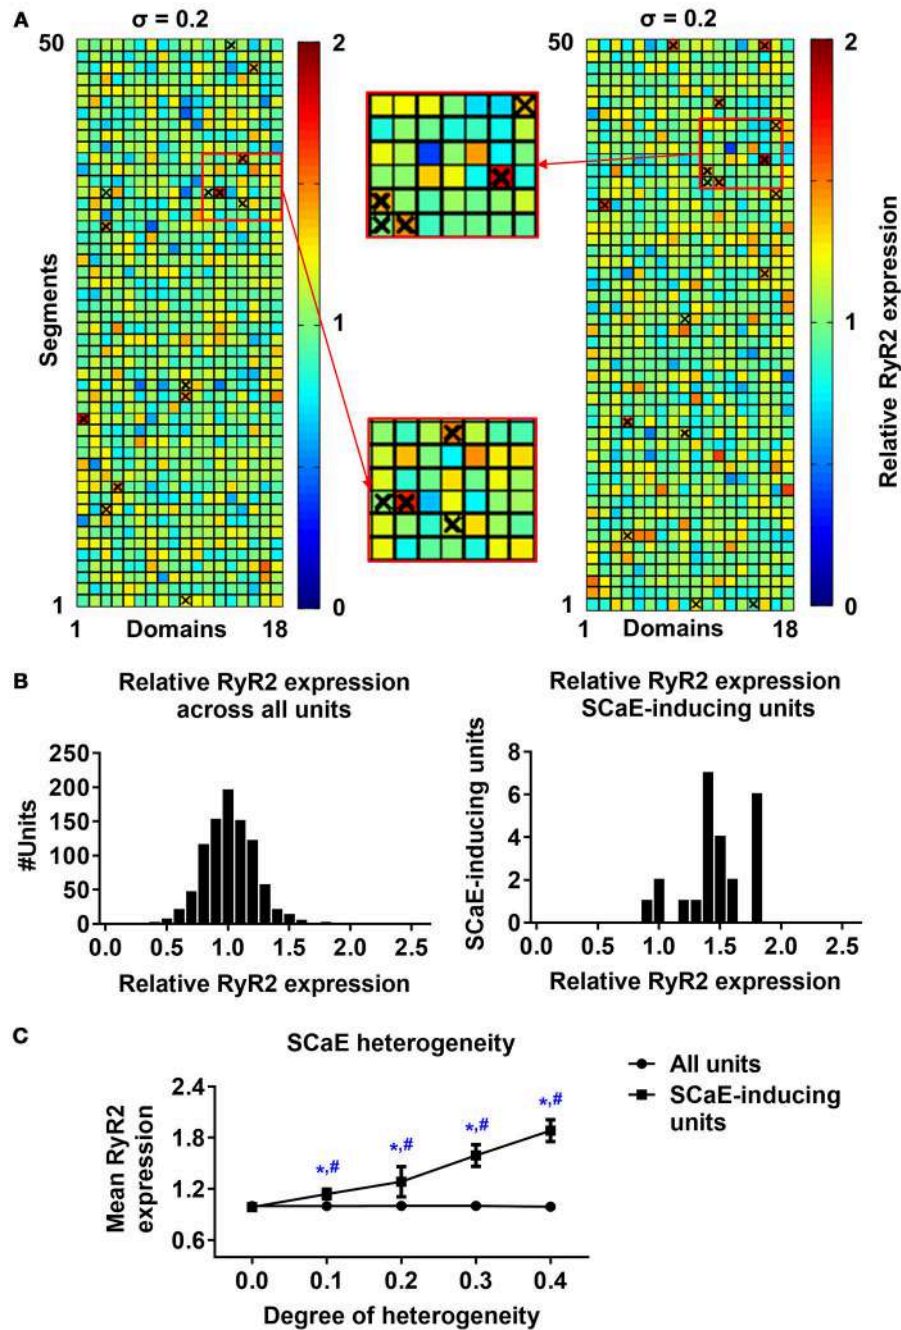 A
σ = 0.2
σ = 0.2
50
2
50
2
Segments
1
1
Relative RyR2 expression
1
0
1
0
1
Domains
18
1
Domains
18
B
Relative RyR2 expression
across all units
Relative RyR2 expression
SCaE-inducing units
#Units
250
200
150
100
50
0
0.0
0.5
1.0
1.5
2.0
2.5
Relative RyR2 expression
SCaE-inducing units
8
6
4
2
0
0.0
0.5
1.0
1.5
2.0
2.5
Relative RyR2 expression
C
SCaE heterogeneity
All units
SCaE-inducing
units
Mean RyR2
expression
2.4
1.8
1.2
0.6
*,#
*,#
*,#
*,#
0.0
0.1
0.2
0.3
0.4
Degree of heterogeneity